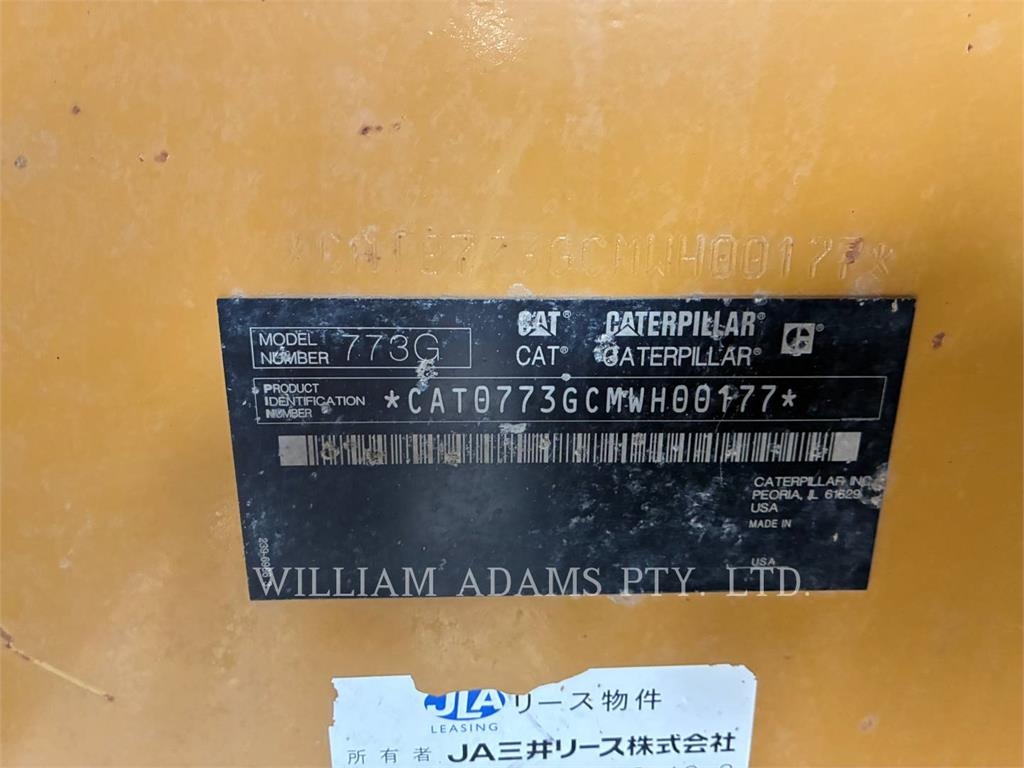 *CAT0773GCMWH00177*
CAT® CATERPILLAR®
MODEL NUMBER 773G
CAT® CATERPILLAR®
PRODUCT IDENTIFICATION NUMBER *CAT0773GCMWH00177*
CATERPILLAR INC.
PEORIA, IL 61629
USA
MADE IN
USA
WILLIAM ADAMS PTY. LTD.
JLA リース物件
LEASING
所有者 JA三井リース株式会社